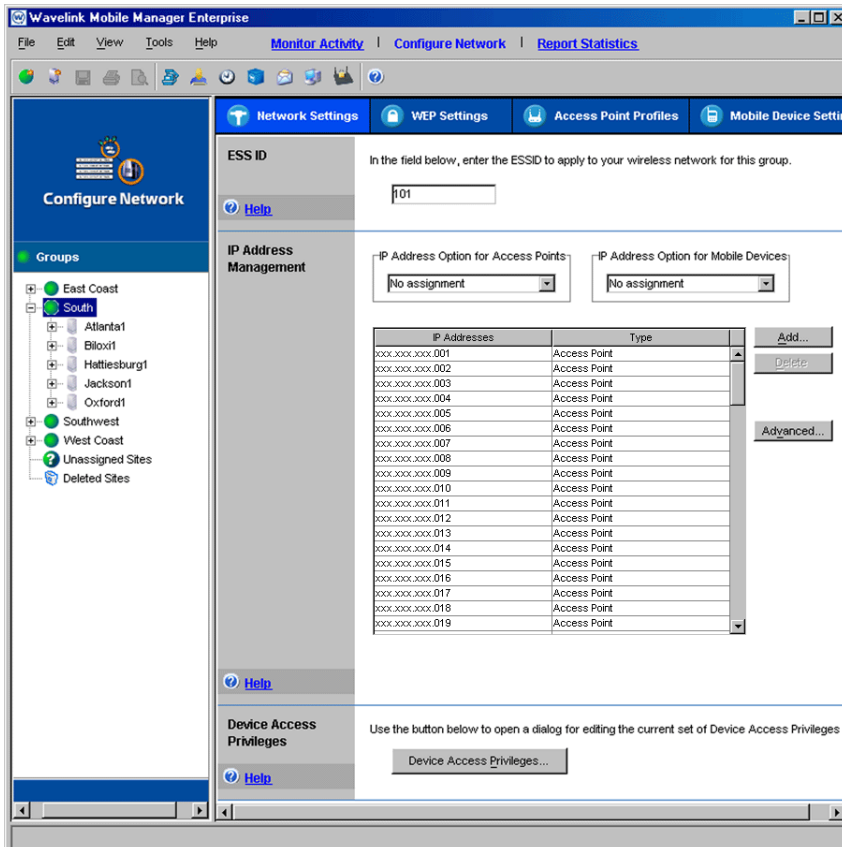 Wavelink Mobile Manager Enterprise
File Edit View Tools Help Monitor Activity | Configure Network | Report Statistics
Network Settings WEP Settings Access Point Profiles Mobile Device
Configure Network
Groups
East Coast
South
Atlanta1
Biloxi1
Hattiesburg1
Jackson1
Oxford1
Southwest
West Coast
Unassigned Sites
Deleted Sites
ESS ID
In the field below, enter the ESSID to apply to your wireless network for this group.
101
Help
IP Address
Management
IP Address Option for Access Points IP Address Option for Mobile Devices
No assignment No assignment
IP Addresses Type
xxx.xxx.xxx.001 Access Point
xxx.xxx.xxx.002 Access Point
xxx.xxx.xxx.003 Access Point
xxx.xxx.xxx.004 Access Point
xxx.xxx.xxx.005 Access Point
xxx.xxx.xxx.006 Access Point
xxx.xxx.xxx.007 Access Point
xxx.xxx.xxx.008 Access Point
xxx.xxx.xxx.009 Access Point
xxx.xxx.xxx.010 Access Point
xxx.xxx.xxx.011 Access Point
xxx.xxx.xxx.012 Access Point
xxx.xxx.xxx.013 Access Point
xxx.xxx.xxx.014 Access Point
xxx.xxx.xxx.015 Access Point
xxx.xxx.xxx.016 Access Point
xxx.xxx.xxx.017 Access Point
xxx.xxx.xxx.018 Access Point
xxx.xxx.xxx.019 Access Point
Add...
Delete
Advanced...
Help
Device Access
Privileges
Use the button below to open a dialog for editing the current set of Device Access Privileges
Device Access Privileges...
Help